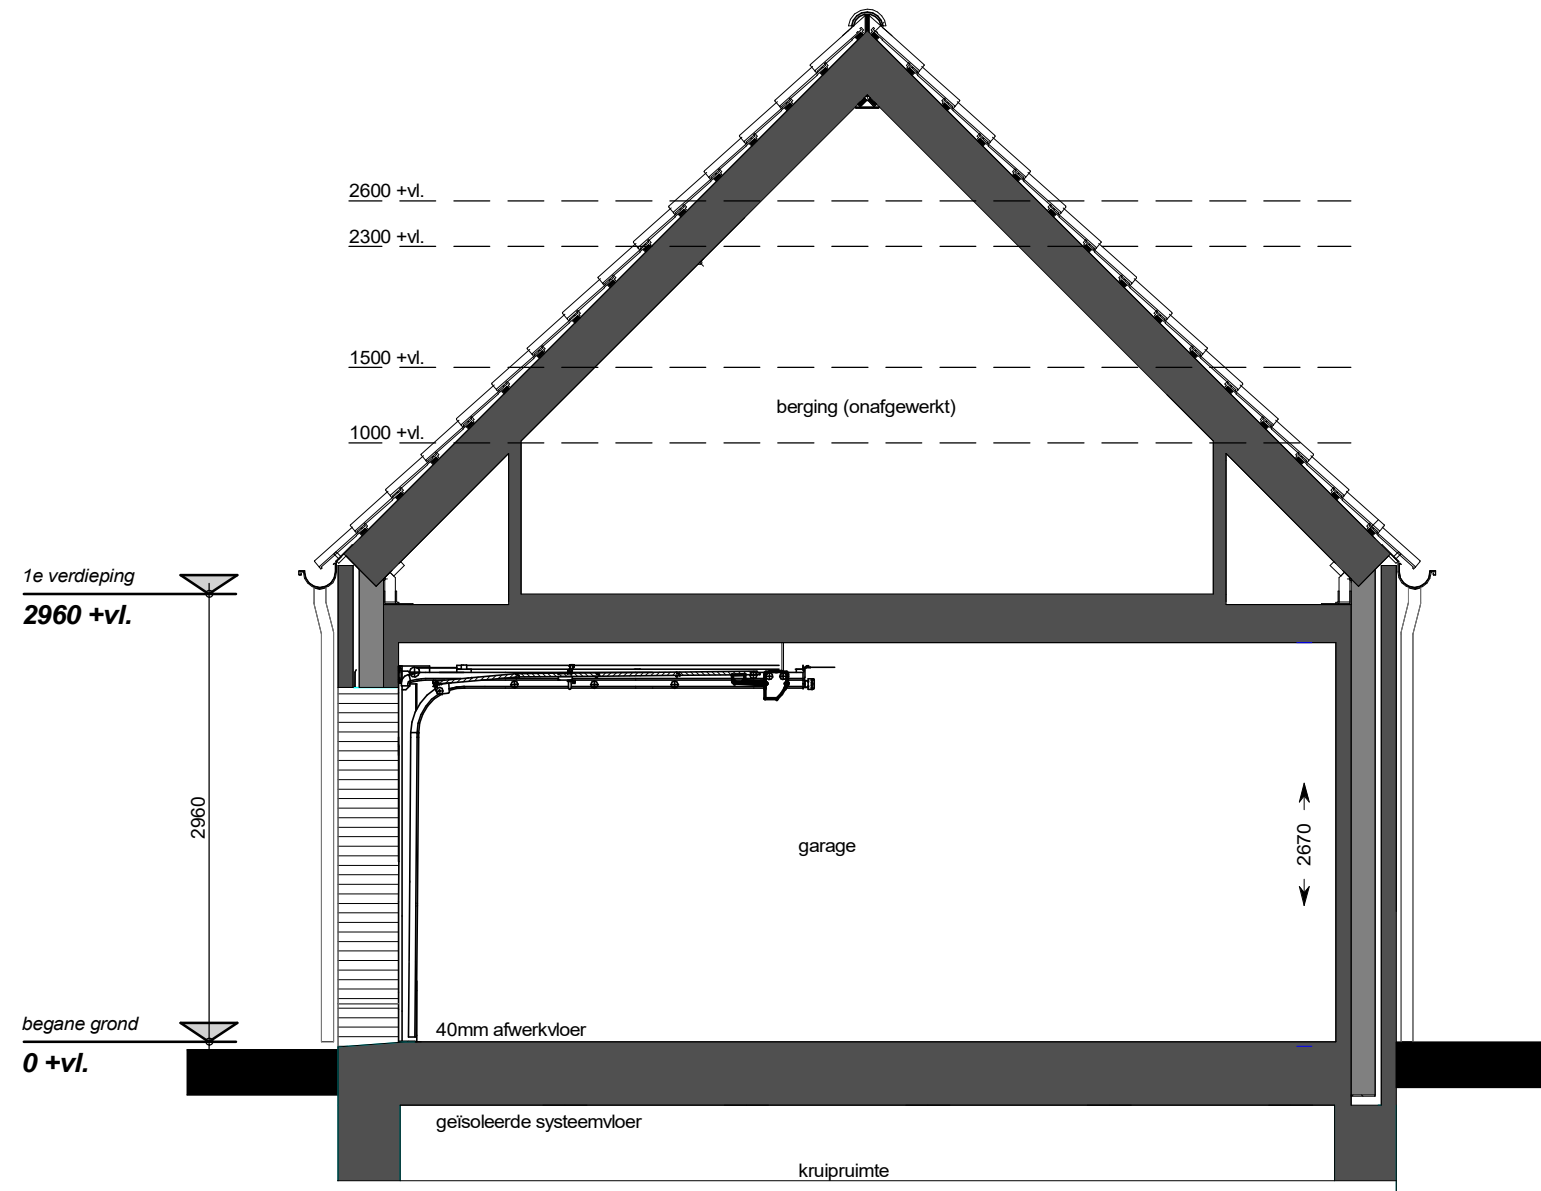 2600 +vl.
2300 +vl.
1500 +vl.
berging (onafgewerkt)
1000 +vl.
1e verdieping
2960 +vl.
2960
garage
2670
begane grond
0 +vl.
40mm afwerkvloer
geïsoleerde systeemvloer
kruipruimte